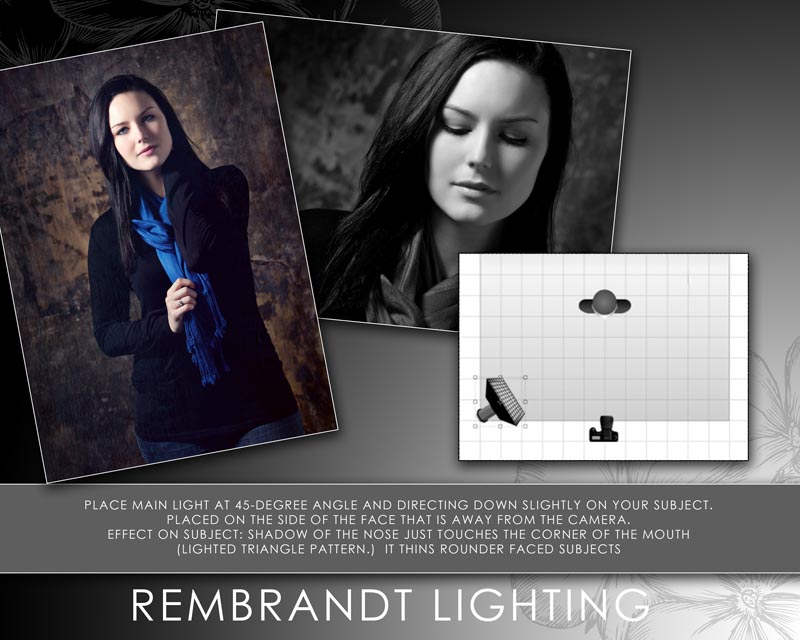 PLACE MAIN LIGHT AT 45-DEGREE ANGLE AND DIRECTING DOWN SLIGHTLY ON YOUR SUBJECT.
PLACED ON THE SIDE OF THE FACE THAT IS AWAY FROM THE CAMERA.
EFFECT ON SUBJECT: SHADOW OF THE NOSE JUST TOUCHES THE CORNER OF THE MOUTH
(LIGHTED TRIANGLE PATTERN.) IT THINS ROUNDER FACED SUBJECTS
REMBRANDT LIGHTING